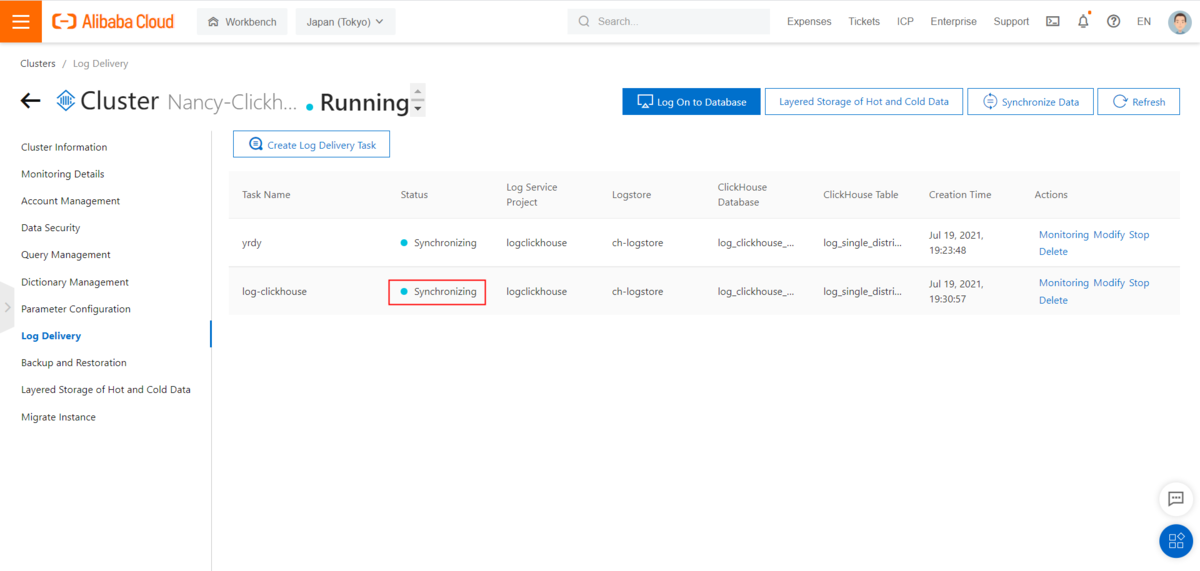 Alibaba Cloud Workbench Japan (Tokyo) Search... Expenses Tickets ICP Enterprise Support EN
Clusters / Log Delivery
Cluster Nancy-Clickh... Running Log On to Database Layered Storage of Hot and Cold Data Synchronize Data Refresh
Cluster Information
Monitoring Details
Account Management
Data Security
Query Management
Dictionary Management
Parameter Configuration
Log Delivery
Backup and Restoration
Layered Storage of Hot and Cold Data
Migrate Instance
Create Log Delivery Task
Task Name Status Log Service Project Logstore ClickHouse Database ClickHouse Table Creation Time Actions
yrdy Synchronizing logclickhouse ch-logstore log_clickhouse_... log_single_distri... Jul 19, 2021, 19:23:48 Monitoring Modify Stop Delete
log-clickhouse Synchronizing logclickhouse ch-logstore log_clickhouse_... log_single_distri... Jul 19, 2021, 19:30:57 Monitoring Modify Stop Delete